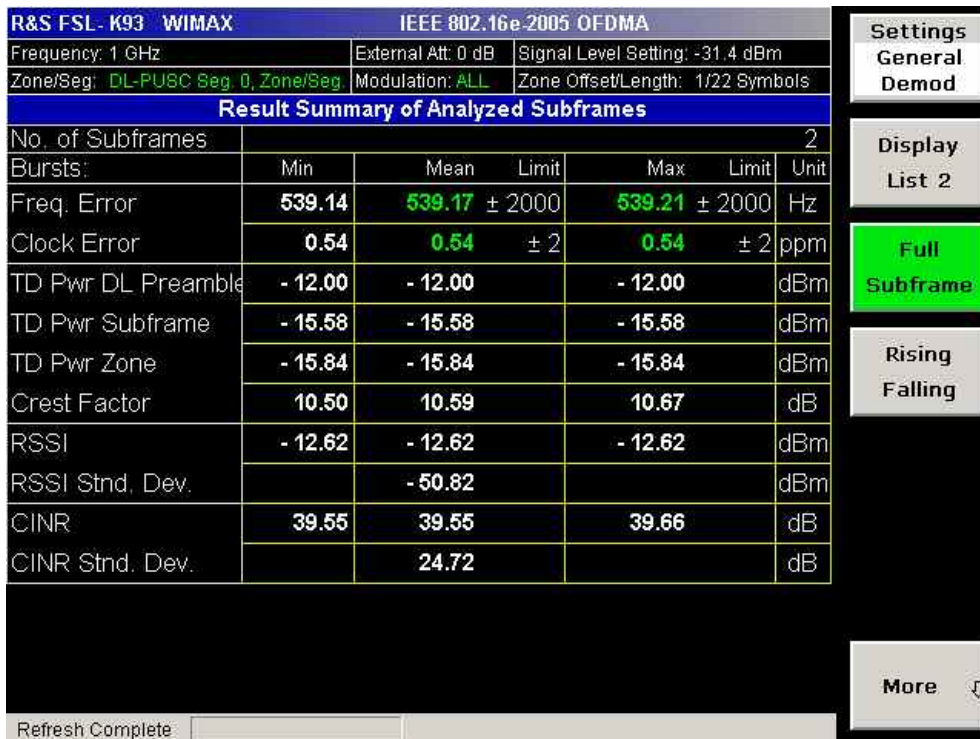 R&S FSL-K93 WIMAX IEEE 802.16e-2005 OFDMA
Frequency: 1 GHz External Att: 0 dB Signal Level Setting: -31.4 dBm
Zone/Seg: DL-PUSC Seg. 0, Zone/Seg. Modulation: ALL Zone Offset/Length: 1/22 Symbols
Result Summary of Analyzed Subframes
No. of Subframes 2
Bursts: Min Mean Limit Max Limit Unit
Freq. Error 539.14 539.17 ± 2000 539.21 ± 2000 Hz
Clock Error 0.54 0.54 ± 2 0.54 ± 2 ppm
TD Pwr DL Preamble - 12.00 - 12.00 - 12.00 dBm
TD Pwr Subframe - 15.58 - 15.58 - 15.58 dBm
TD Pwr Zone - 15.84 - 15.84 - 15.84 dBm
Crest Factor 10.50 10.59 10.67 dB
RSSI - 12.62 - 12.62 - 12.62 dBm
RSSI Stnd. Dev. - 50.82 dBm
CINR 39.55 39.55 39.66 dB
CINR Stnd. Dev. 24.72 dB
Refresh Complete
Settings
General
Demod
Display
List 2
Full
Subframe
Rising
Falling
More